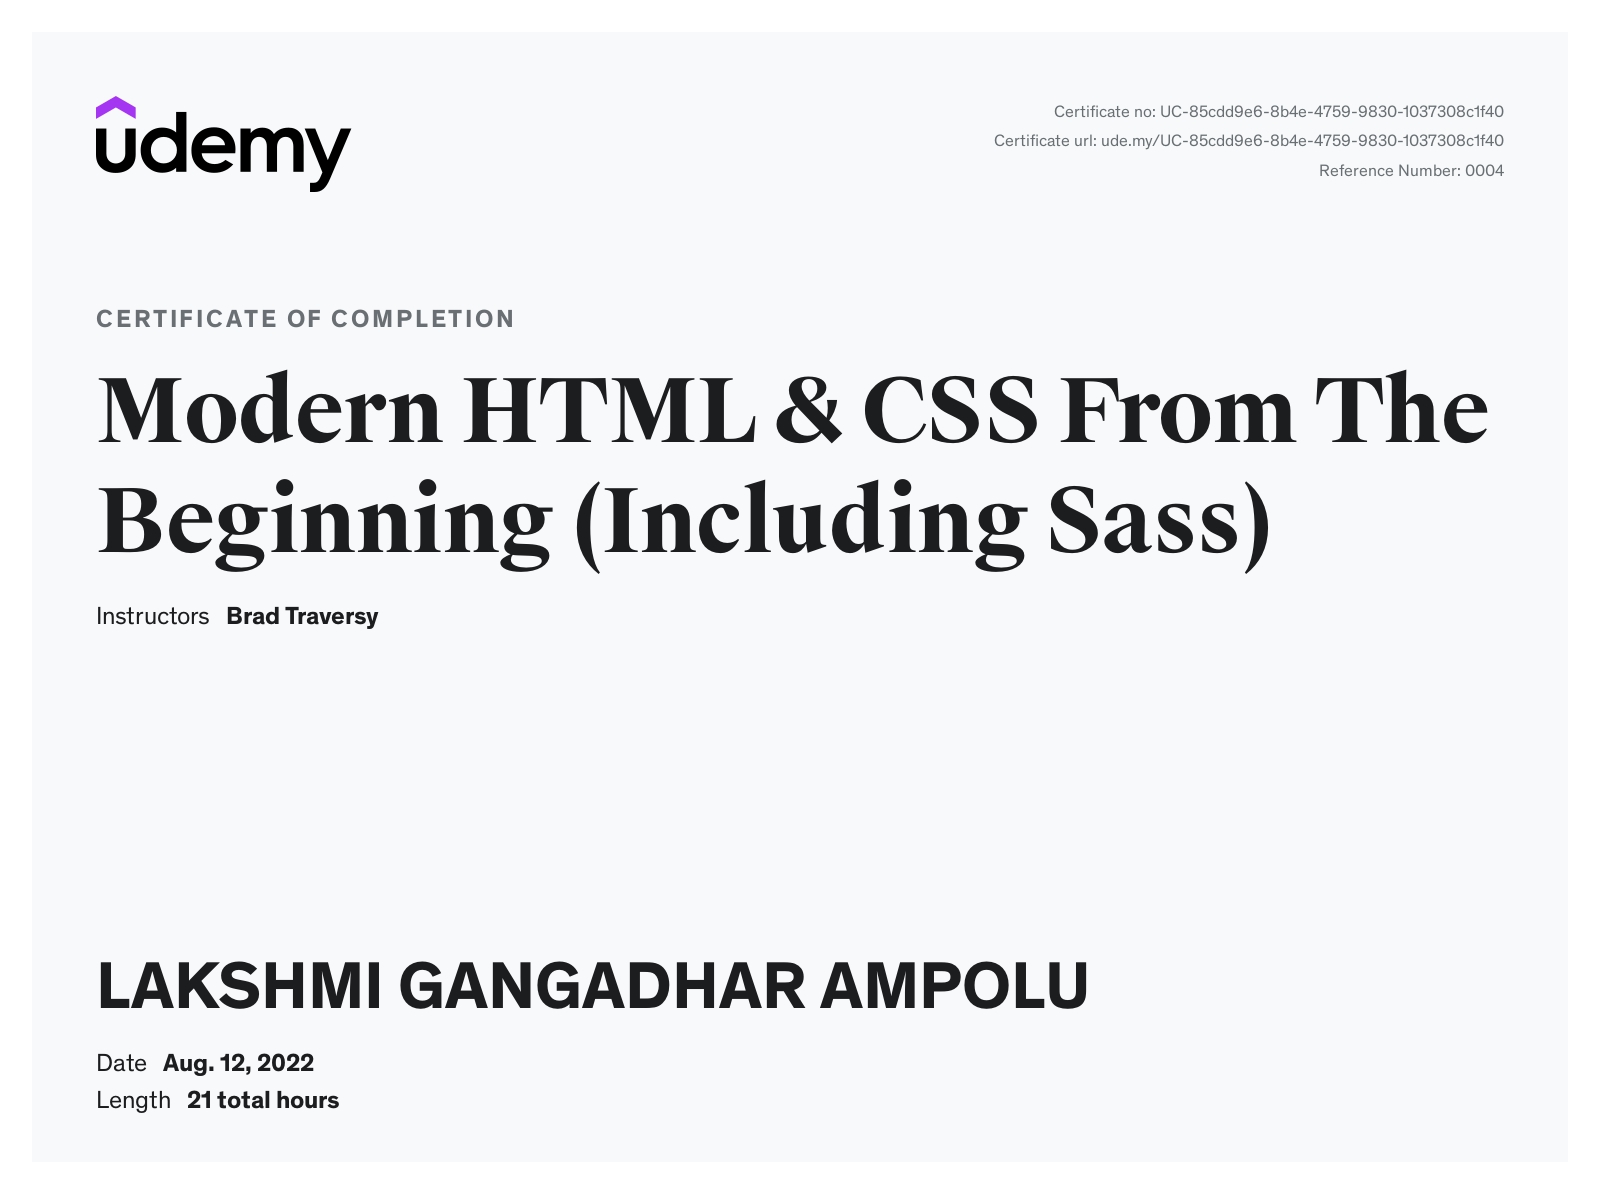 udemy
Certificate no: UC-85cdd9e6-8b4e-4759-9830-1037308c1f40
Certificate url: ude.my/UC-85cdd9e6-8b4e-4759-9830-1037308c1f40
Reference Number: 0004
CERTIFICATE OF COMPLETION
Modern HTML & CSS From The
Beginning (Including Sass)
Instructors Brad Traversy
LAKSHMI GANGADHAR AMPOLU
Date Aug. 12, 2022
Length 21 total hours